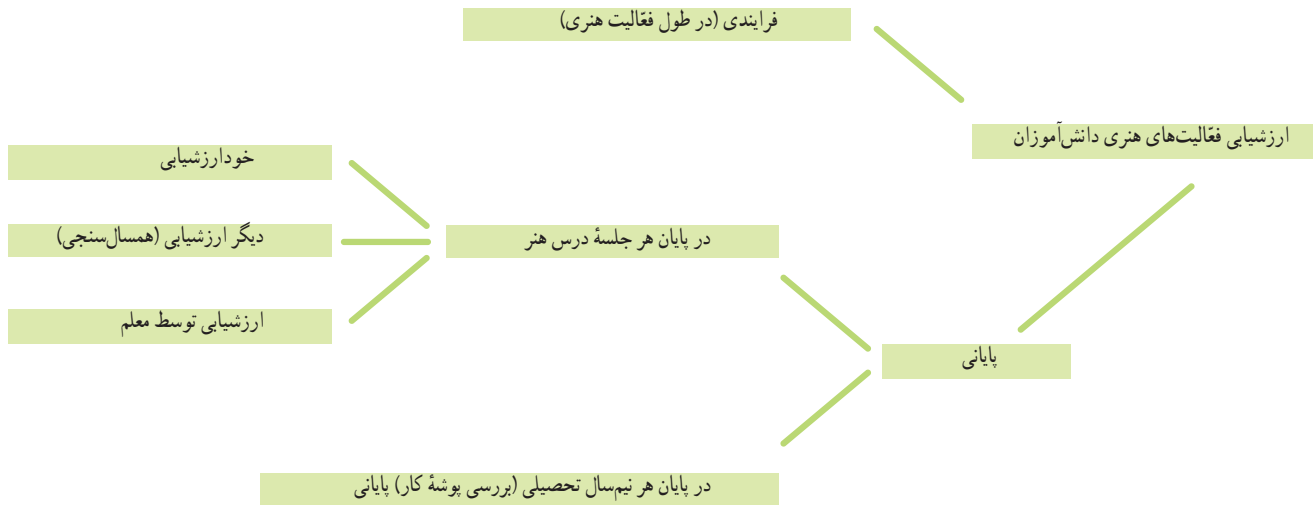 فرایندی (در طول فعّالیت هنری)
ارزشیابی فعّالیت‌های هنری دانش‌آموزان
خودارزشیابی
دیگر ارزشیابی (همسال‌سنجی)
در پایان هر جلسهٔ درس هنر
ارزشیابی توسط معلم
پایانی
در پایان هر نیم‌سال تحصیلی (بررسی پوشهٔ کار) پایانی